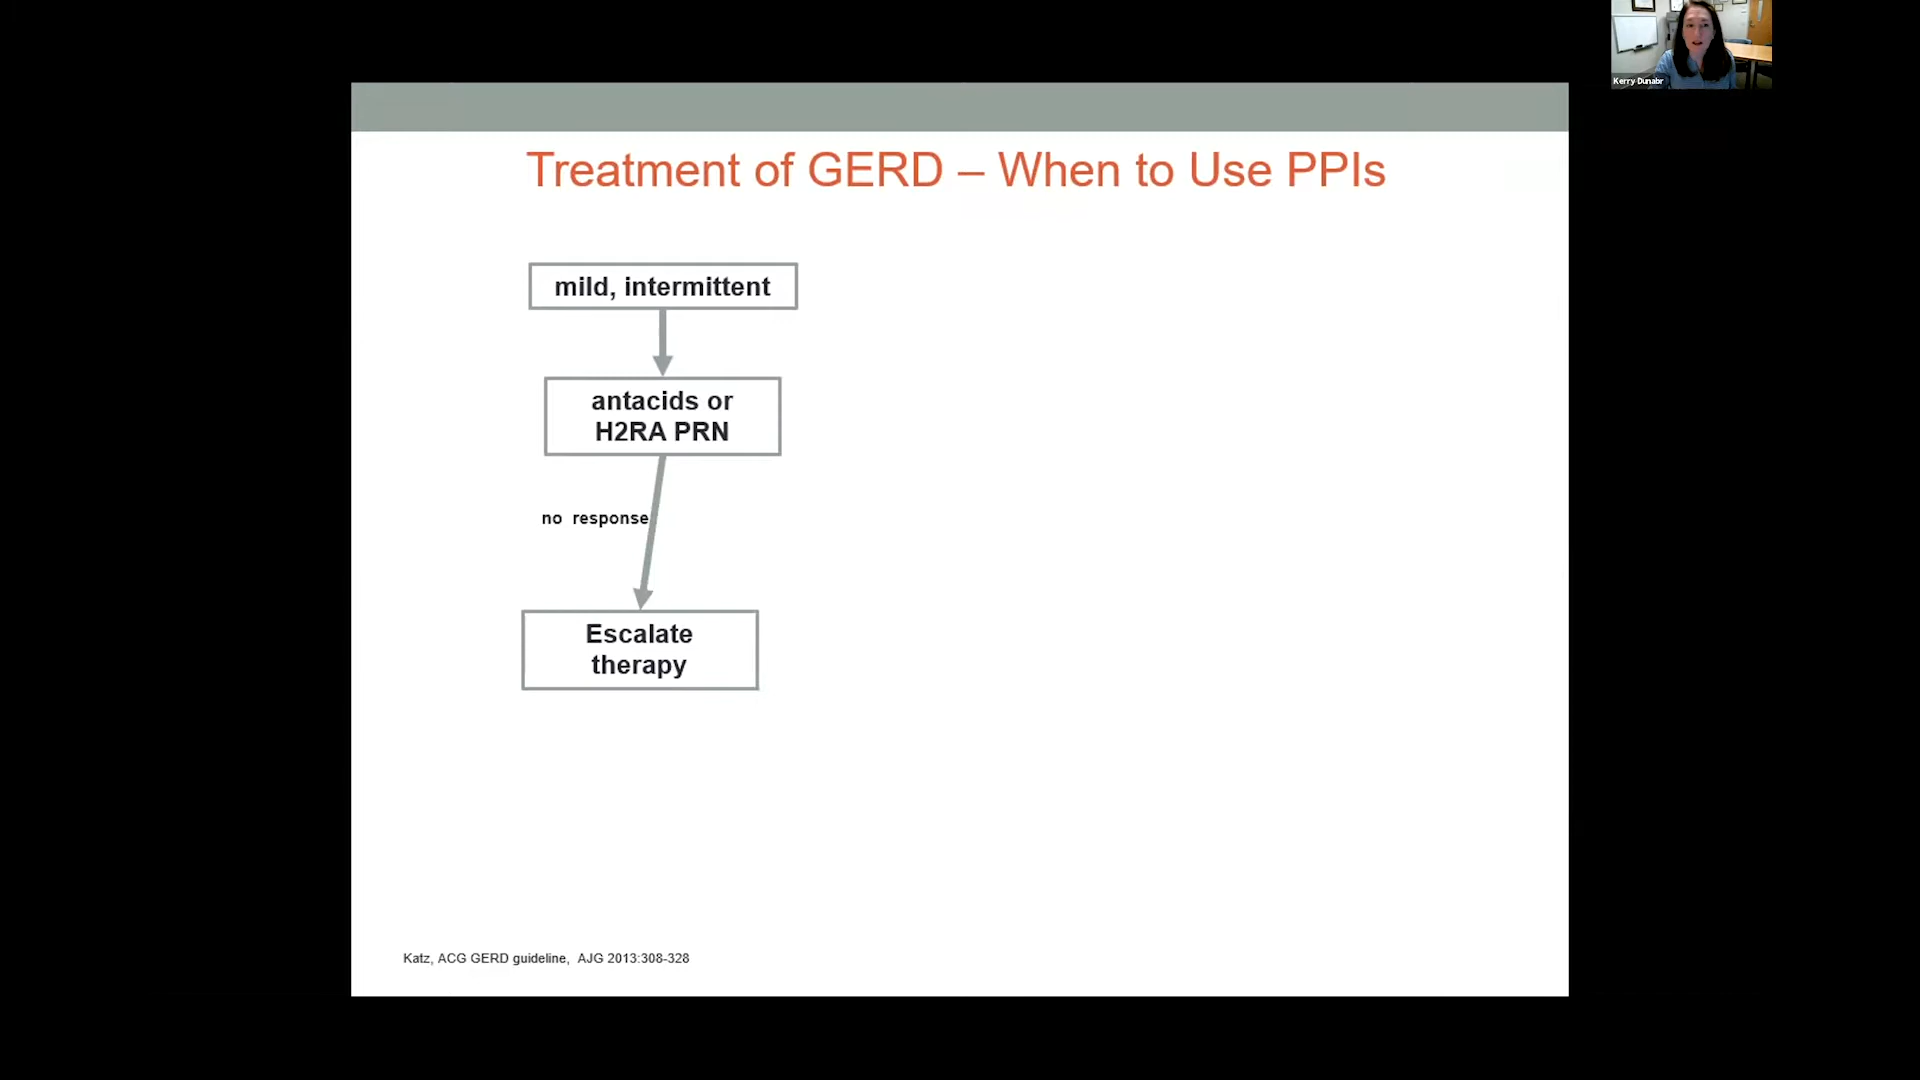 Kerry Dunabr
Treatment of GERD – When to Use PPIs
mild, intermittent
antacids or
H2RA PRN
no response
Escalate
therapy
Katz, ACG GERD guideline, AJG 2013:308-328